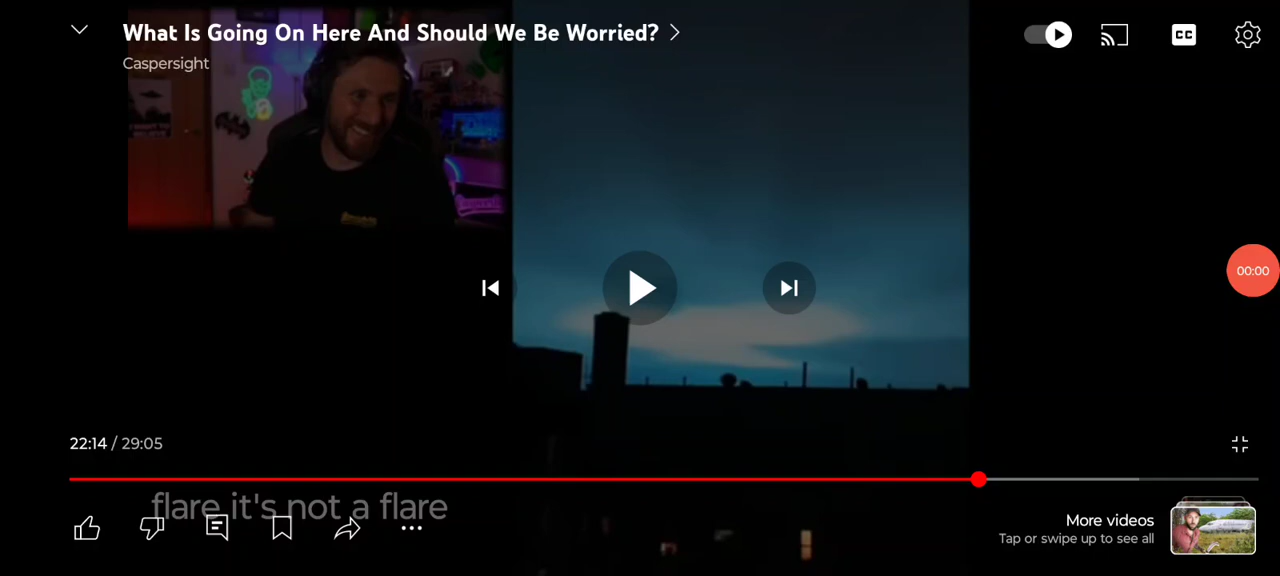 What Is Going On Here And Should We Be Worried?
Caspersight
CC
00:00
22:14 / 29:05
flare it's not a flare
More videos
Tap or swipe up to see all